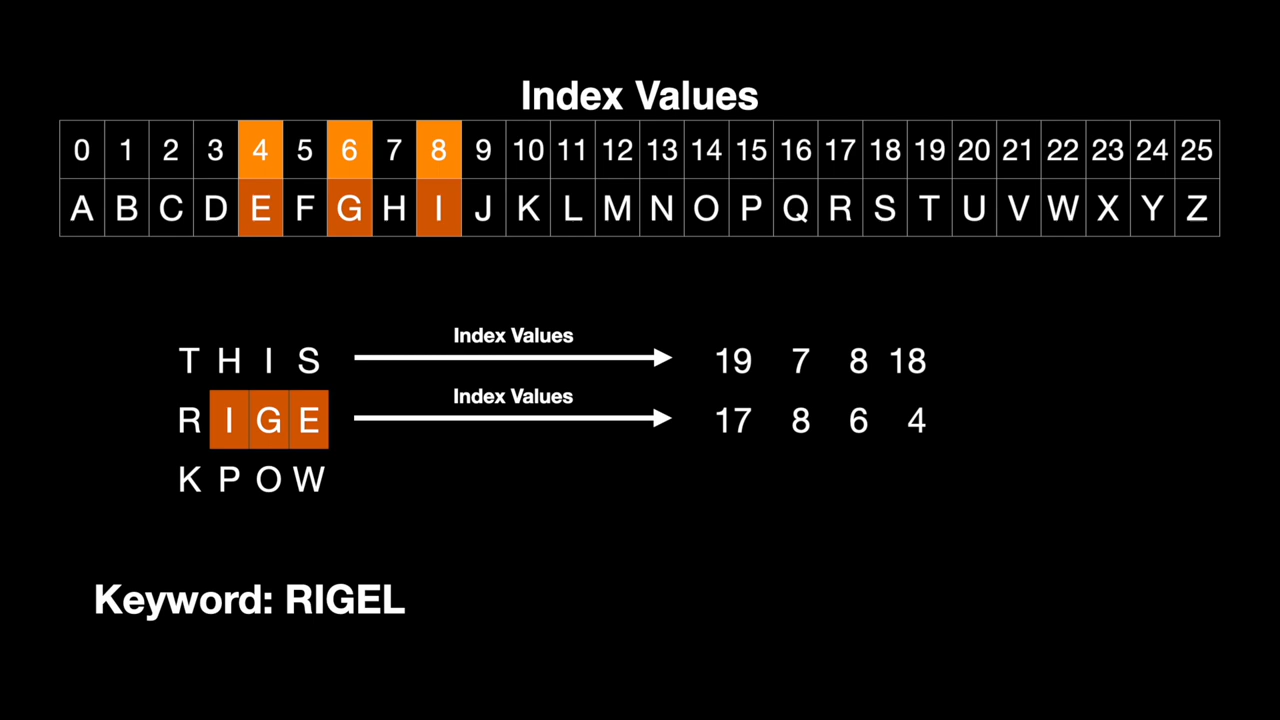 Index Values
0 1 2 3 4 5 6 7 8 9 10 11 12 13 14 15 16 17 18 19 20 21 22 23 24 25
A B C D E F G H I J K L M N O P Q R S T U V W X Y Z
T H I S Index Values 19 7 8 18
R I G E Index Values 17 8 6 4
K P O W
Keyword: RIGEL